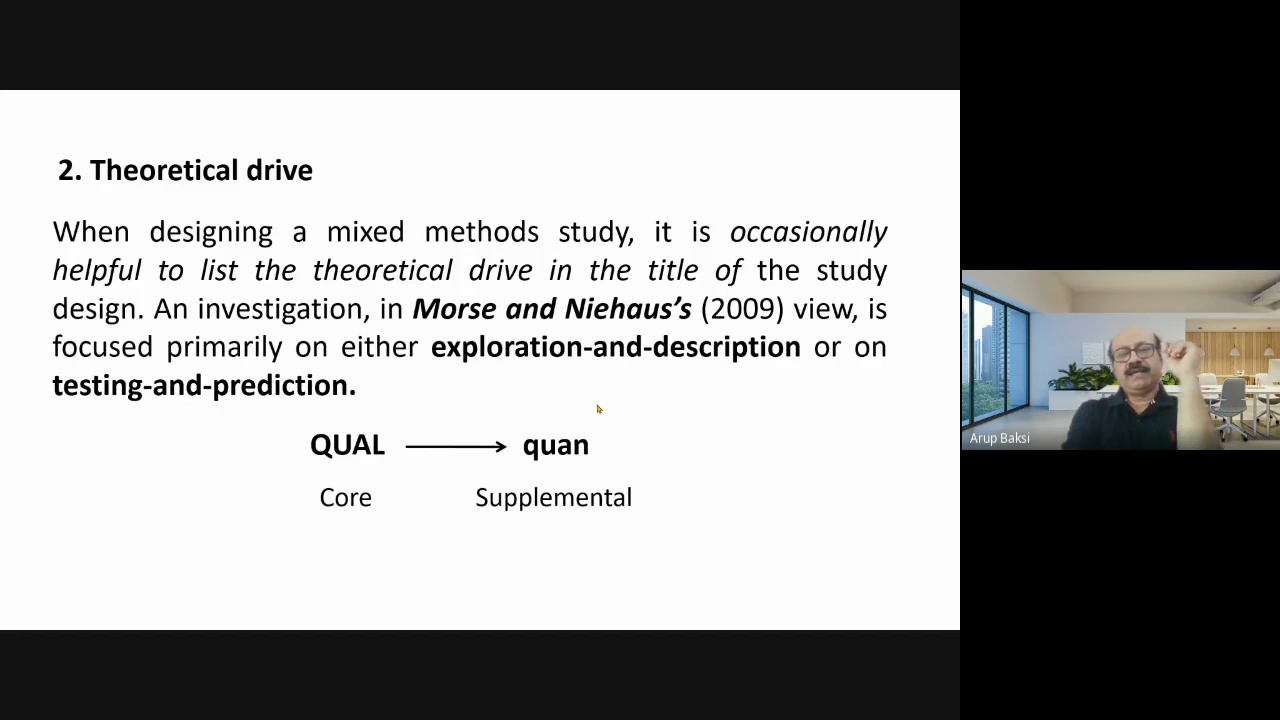 2. Theoretical drive
When designing a mixed methods study, it is occasionally
helpful to list the theoretical drive in the title of the study
design. An investigation, in Morse and Niehaus’s (2009) view, is
focused primarily on either exploration-and-description or on
testing-and-prediction.
QUAL quan
Core Supplemental
Arup Baksi